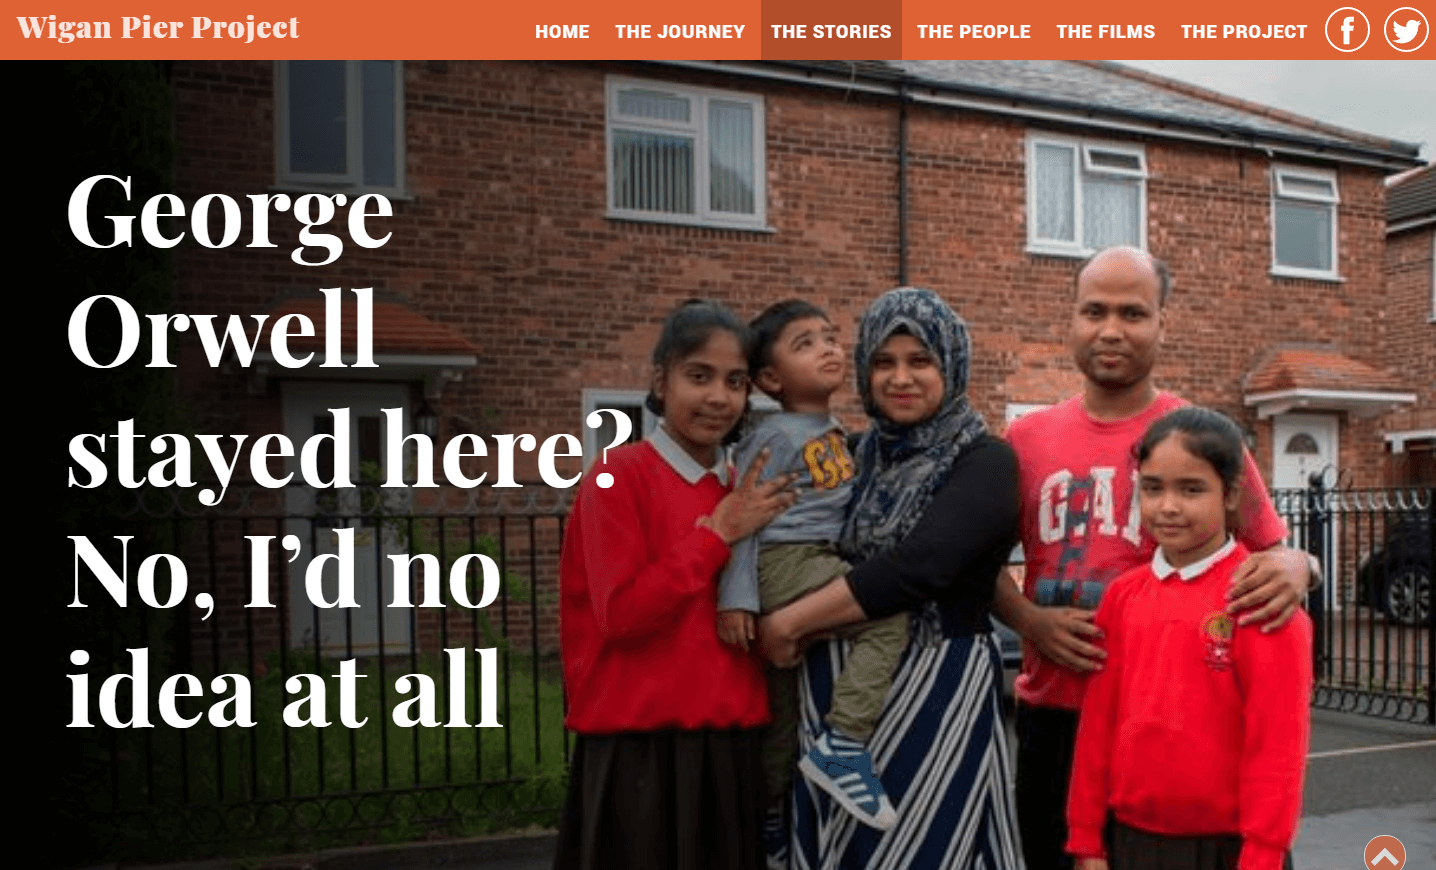 Wigan Pier Project
HOME THE JOURNEY THE STORIES THE PEOPLE THE FILMS THE PROJECT
George
Orwell
stayed here?
No, I’d no
idea at all
GAP